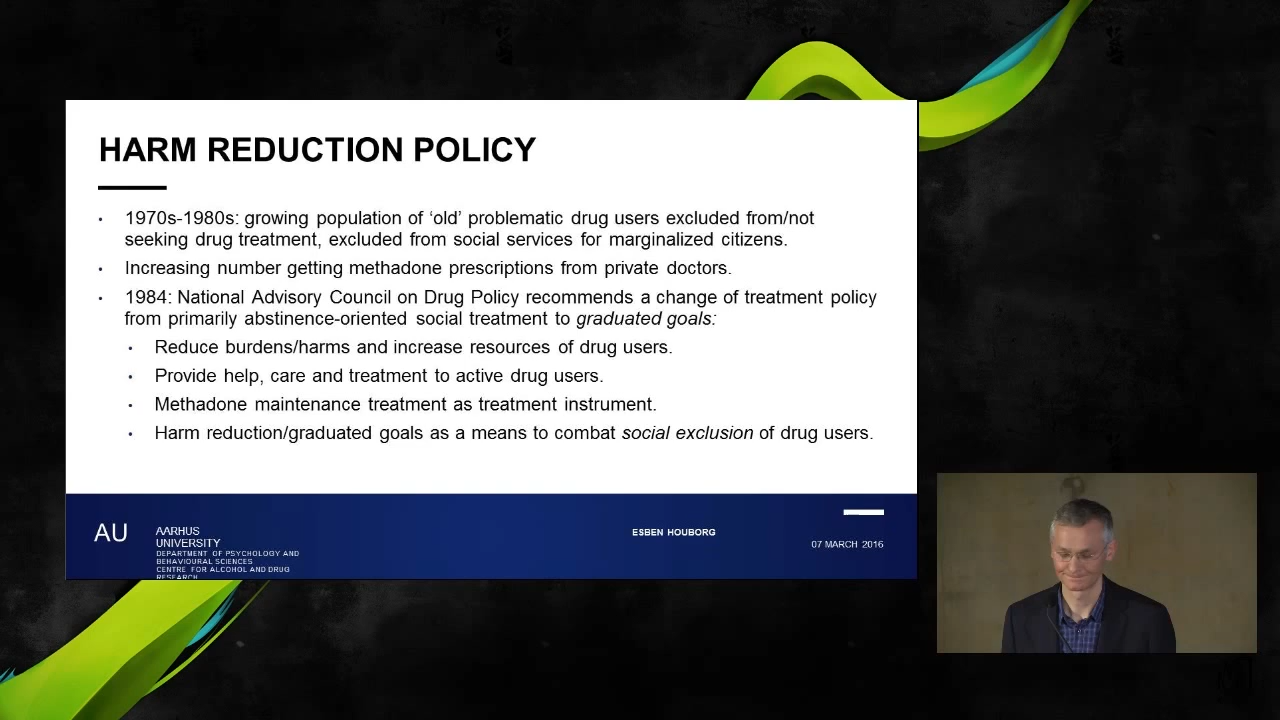 HARM REDUCTION POLICY
• 1970s-1980s: growing population of ‘old’ problematic drug users excluded from/not
seeking drug treatment, excluded from social services for marginalized citizens.
• Increasing number getting methadone prescriptions from private doctors.
• 1984: National Advisory Council on Drug Policy recommends a change of treatment policy
from primarily abstinence-oriented social treatment to graduated goals:
• Reduce burdens/harms and increase resources of drug users.
• Provide help, care and treatment to active drug users.
• Methadone maintenance treatment as treatment instrument.
• Harm reduction/graduated goals as a means to combat social exclusion of drug users.
AU
AARHUS
UNIVERSITY
DEPARTMENT OF PSYCHOLOGY AND
BEHAVIOURAL SCIENCES
CENTRE FOR ALCOHOL AND DRUG
RESEARCH
ESBEN HOUBORG
07 MARCH 2016